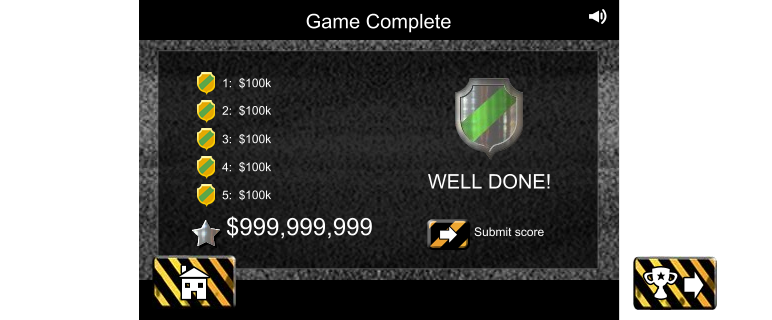 Game Complete
1: $100k
2: $100k
3: $100k
4: $100k
5: $100k
WELL DONE!
$999,999,999
Submit score